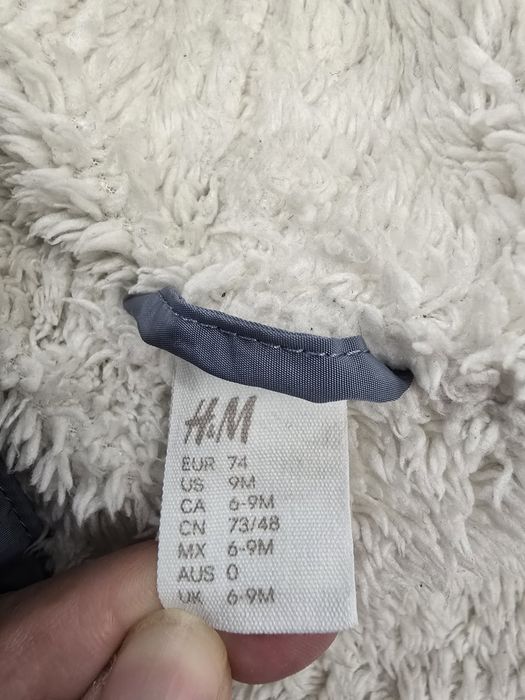 H&M
EUR 74
US 9M
CA 6-9M
CN 73/48
MX 6-9M
AUS 0
UK 6-9M